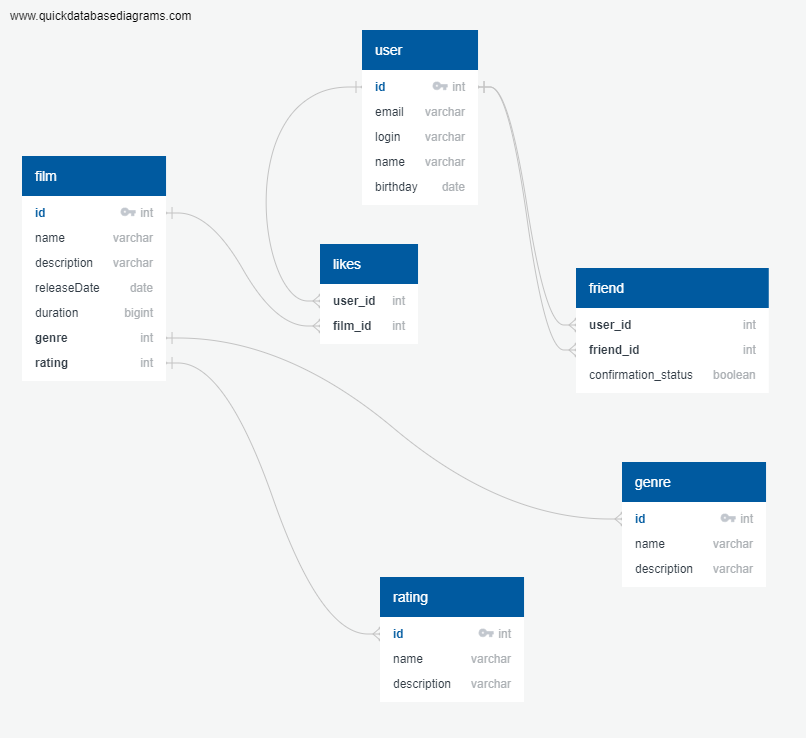 www.quickdatabasediagrams.com
user
id int
email varchar
login varchar
name varchar
birthday date
film
id int
name varchar
description varchar
releaseDate date
duration bigint
genre int
rating int
likes
user_id int
film_id int
friend
user_id int
friend_id int
confirmation_status boolean
genre
id int
name varchar
description varchar
rating
id int
name varchar
description varchar